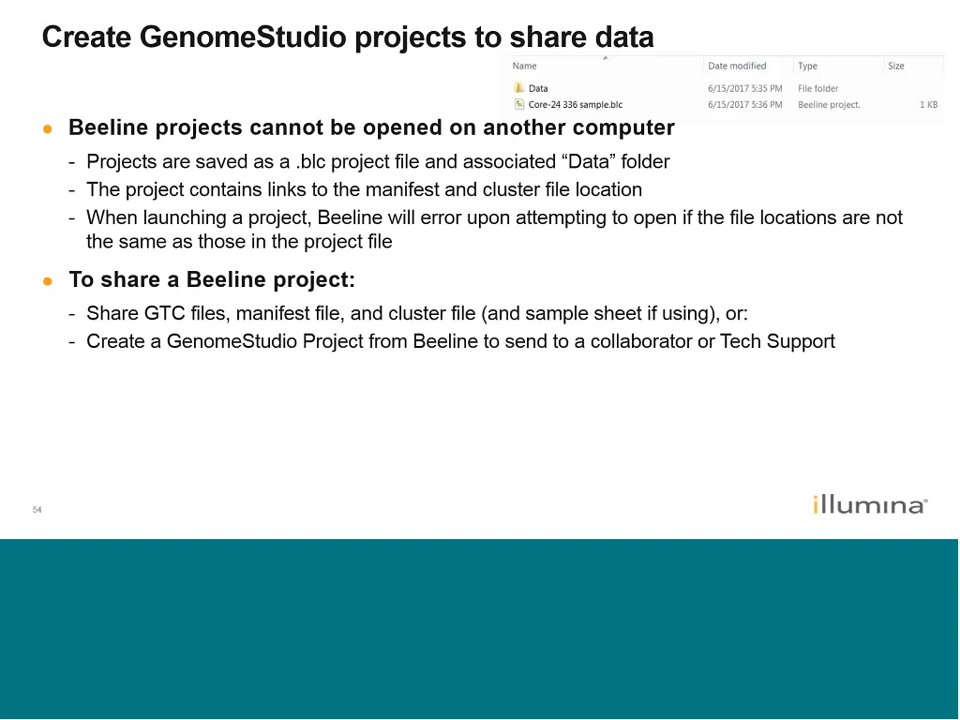 Create GenomeStudio projects to share data
Name Date modified Type Size
Data 6/15/2017 5:35 PM File folder
Core-24 336 sample.blc 6/15/2017 5:36 PM Beeline project. 1 KB
• Beeline projects cannot be opened on another computer
- Projects are saved as a .blc project file and associated “Data” folder
- The project contains links to the manifest and cluster file location
- When launching a project, Beeline will error upon attempting to open if the file locations are not
the same as those in the project file
• To share a Beeline project:
- Share GTC files, manifest file, and cluster file (and sample sheet if using), or:
- Create a GenomeStudio Project from Beeline to send to a collaborator or Tech Support
54
illumina®